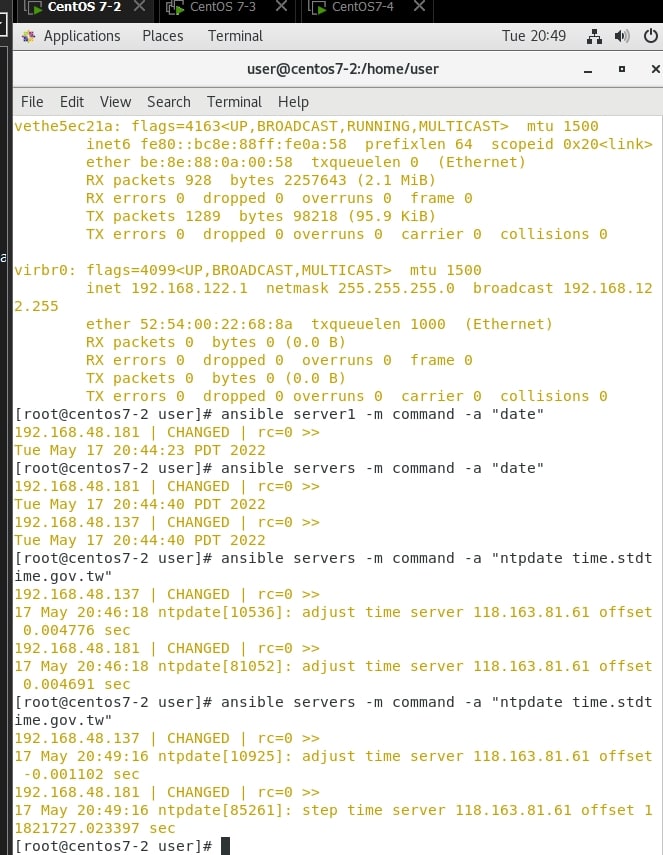 CentOS 7-2 CentOS 7-3 CentOS7-4
Applications Places Terminal Tue 20:49
user@centos7-2:/home/user
File Edit View Search Terminal Help
vethe5ec21a: flags=4163<UP,BROADCAST,RUNNING,MULTICAST> mtu 1500
inet6 fe80::bc8e:88ff:fe0a:58 prefixlen 64 scopeid 0x20<link>
ether be:8e:88:0a:00:58 txqueuelen 0 (Ethernet)
RX packets 928 bytes 2257643 (2.1 MiB)
RX errors 0 dropped 0 overruns 0 frame 0
TX packets 1289 bytes 98218 (95.9 KiB)
TX errors 0 dropped 0 overruns 0 carrier 0 collisions 0
virbr0: flags=4099<UP,BROADCAST,MULTICAST> mtu 1500
inet 192.168.122.1 netmask 255.255.255.0 broadcast 192.168.12
2.255
ether 52:54:00:22:68:8a txqueuelen 1000 (Ethernet)
RX packets 0 bytes 0 (0.0 B)
RX errors 0 dropped 0 overruns 0 frame 0
TX packets 0 bytes 0 (0.0 B)
TX errors 0 dropped 0 overruns 0 carrier 0 collisions 0
[root@centos7-2 user]# ansible server1 -m command -a "date"
192.168.48.181 | CHANGED | rc=0 >>
Tue May 17 20:44:23 PDT 2022
[root@centos7-2 user]# ansible servers -m command -a "date"
192.168.48.181 | CHANGED | rc=0 >>
Tue May 17 20:44:40 PDT 2022
192.168.48.137 | CHANGED | rc=0 >>
Tue May 17 20:44:40 PDT 2022
[root@centos7-2 user]# ansible servers -m command -a "ntpdate time.stdt
ime.gov.tw"
192.168.48.137 | CHANGED | rc=0 >>
17 May 20:46:18 ntpdate[10536]: adjust time server 118.163.81.61 offset
0.004776 sec
192.168.48.181 | CHANGED | rc=0 >>
17 May 20:46:18 ntpdate[81052]: adjust time server 118.163.81.61 offset
0.004691 sec
[root@centos7-2 user]# ansible servers -m command -a "ntpdate time.stdt
ime.gov.tw"
192.168.48.137 | CHANGED | rc=0 >>
17 May 20:49:16 ntpdate[10925]: adjust time server 118.163.81.61 offset
-0.001102 sec
192.168.48.181 | CHANGED | rc=0 >>
17 May 20:49:16 ntpdate[85261]: step time server 118.163.81.61 offset 1
1821727.023397 sec
[root@centos7-2 user]#